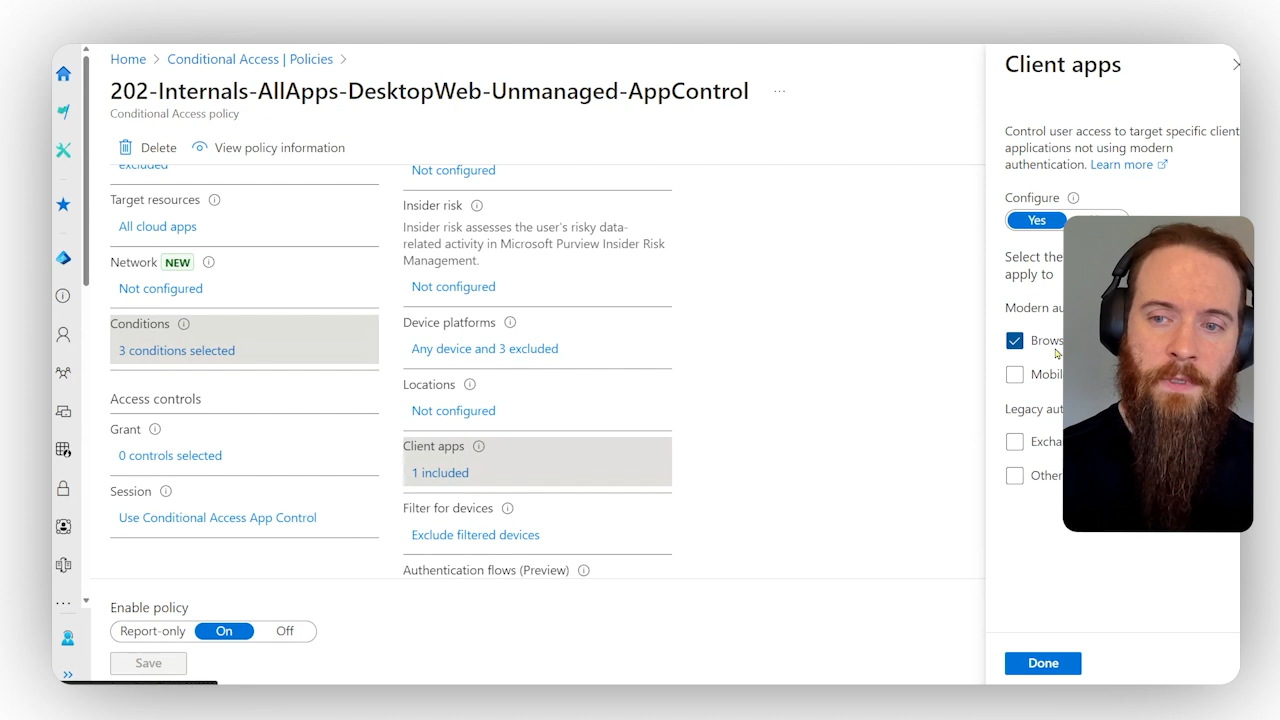 Home > Conditional Access | Policies >
202-Internals-AllApps-DesktopWeb-Unmanaged-AppControl ...
Conditional Access policy
Delete View policy information
excluded
Target resources
All cloud apps
Network NEW
Not configured
Conditions
3 conditions selected
Access controls
Grant
0 controls selected
Session
Use Conditional Access App Control
Not configured
Insider risk
Insider risk assesses the user's risky data-
related activity in Microsoft Purview Insider Risk
Management.
Not configured
Device platforms
Any device and 3 excluded
Locations
Not configured
Client apps
1 included
Filter for devices
Exclude filtered devices
Authentication flows (Preview)
Enable policy
Report-only On Off
Save
Client apps
Control user access to target specific client
applications not using modern
authentication. Learn more
Configure
Yes
Select the
apply to
Modern au
Brows
Mobil
Legacy aut
Excha
Other
Done